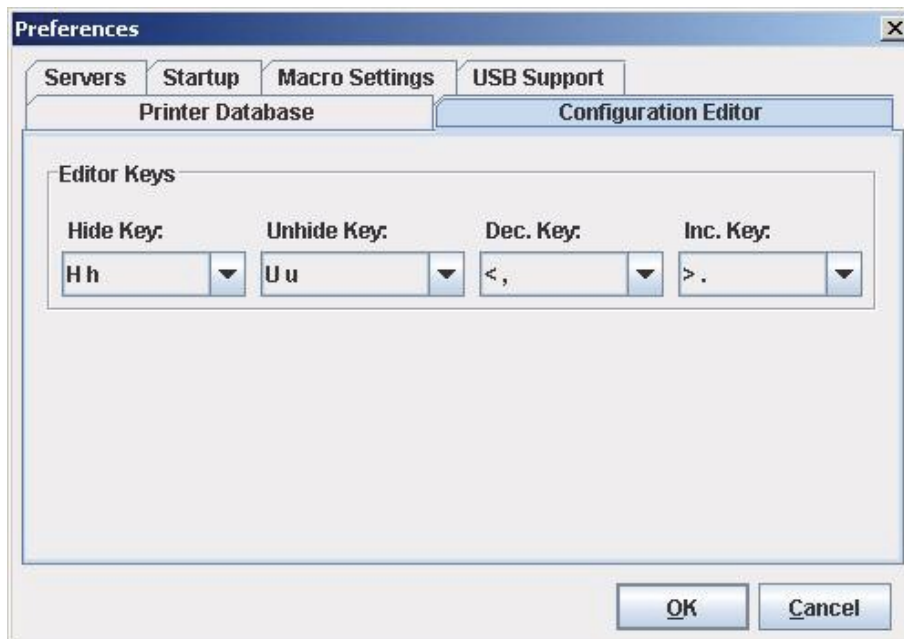 Preferences
Servers Startup Macro Settings USB Support
Printer Database Configuration Editor
Editor Keys
Hide Key: Unhide Key: Dec. Key: Inc. Key:
H h U u < , > .
OK Cancel